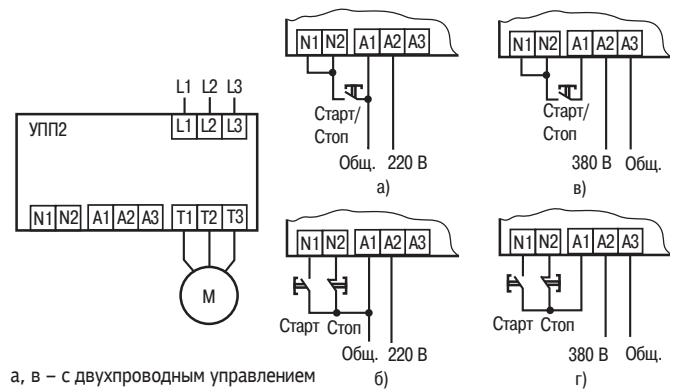 L1 L2 L3
УПП2
L1 L2 L3
N1 N2 A1 A2 A3 T1 T2 T3
M
N1 N2 A1 A2 A3
Старт/
Стоп
Общ. 220 В
а)
N1 N2 A1 A2 A3
Старт/
Стоп
380 В Общ.
в)
N1 N2 A1 A2 A3
Старт Стоп
Общ. 220 В
б)
N1 N2 A1 A2 A3
Старт Стоп
380 В Общ.
г)
а, в – с двухпроводным управлением